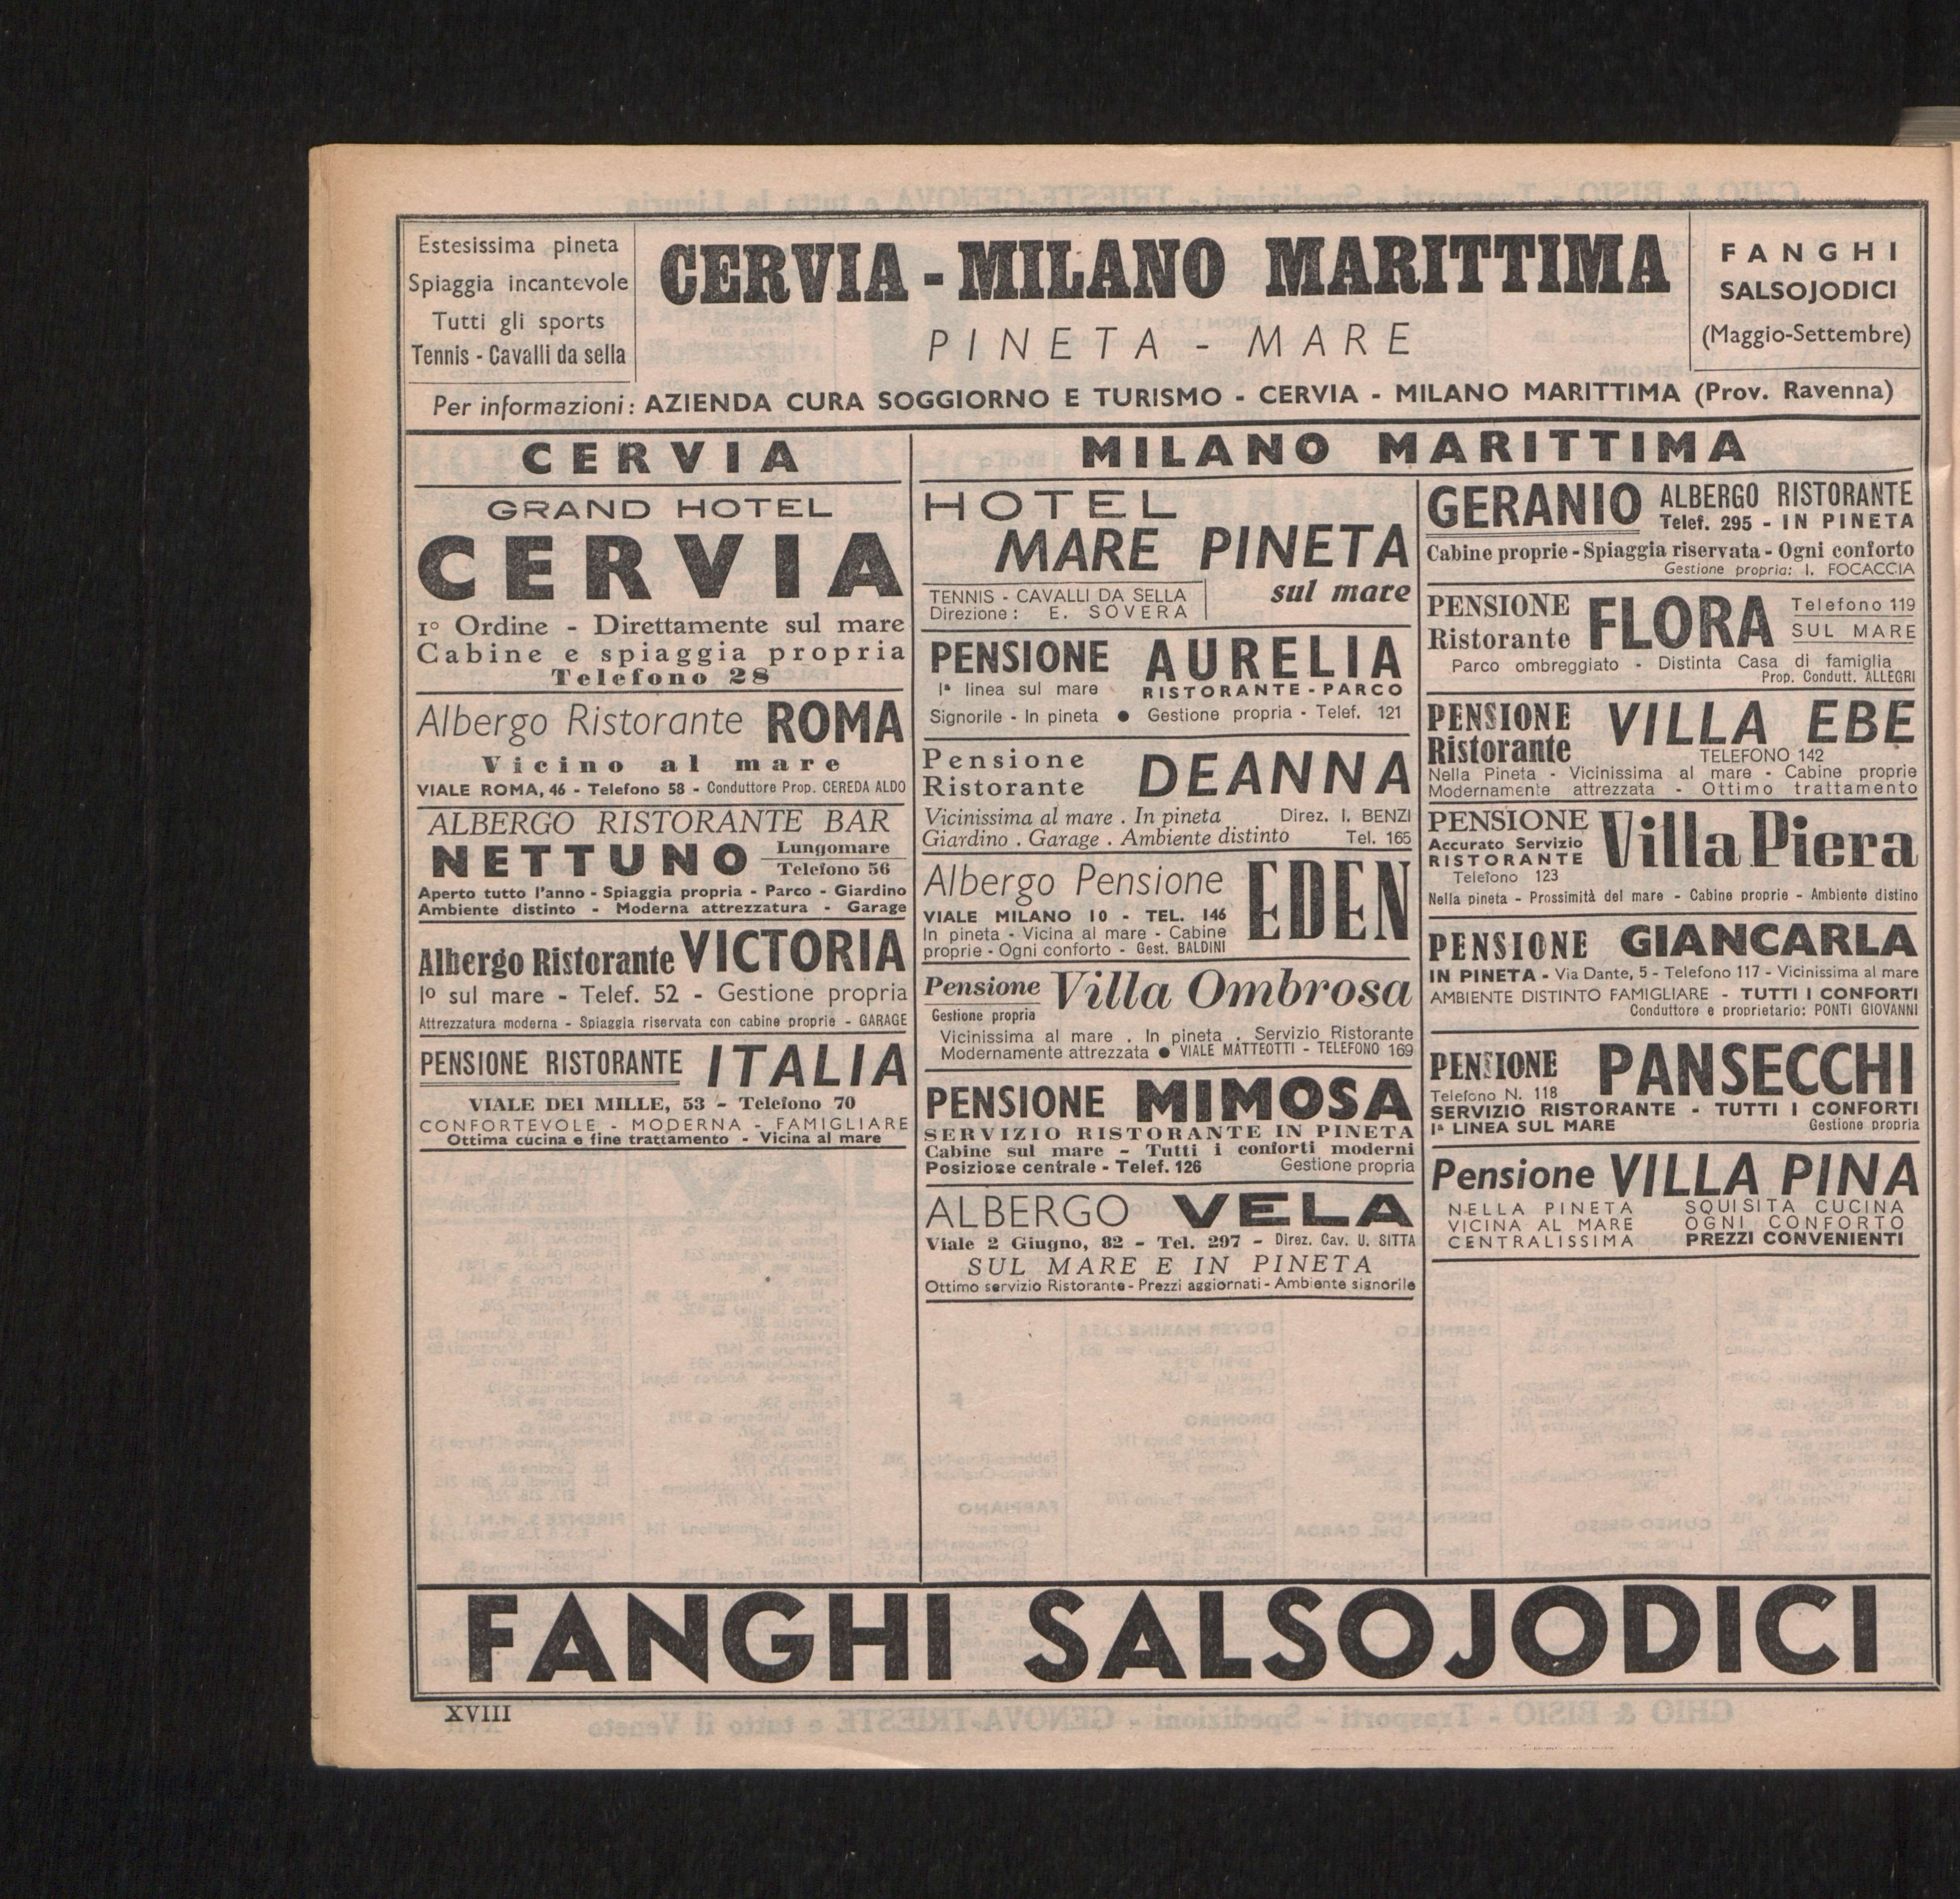 Estesissima pineta
Spiaggia incantevole
Tutti gli sports
Tennis - Cavalli da sella
CERVIA - MILANO MARITTIMA
PINETA - MARE
FANGHI
SALSOJODICI
(Maggio-Settembre)
Per informazioni: AZIENDA CURA SOGGIORNO E TURISMO - CERVIA - MILANO MARITTIMA (Prov. Ravenna)
CERVIA
GRAND HOTEL
CERVIA
1º Ordine - Direttamente sul mare
Cabine e spiaggia propria
Telefono 28
Albergo Ristorante ROMA
Vicino al mare
VIALE ROMA, 46 - Telefono 58 - Conduttore Prop. CEREDA ALDO
ALBERGO RISTORANTE BAR
NETTUNO Lungomare
Telefono 56
Aperto tutto l'anno - Spiaggia propria - Parco - Giardino
Ambiente distinto - Moderna attrezzatura - Garage
Albergo Ristorante VICTORIA
Iº sul mare - Telef. 52 - Gestione propria
Attrezzatura moderna - Spiaggia riservata con cabine proprie - GARAGE
PENSIONE RISTORANTE ITALIA
VIALE DEI MILLE, 53 - Telefono 70
CONFORTEVOLE - MODERNA - FAMIGLIARE
Ottima cucina e fine trattamento - Vicina al mare
MILANO MARITTIMA
HOTEL
MARE PINETA
sul mare
TENNIS - CAVALLI DA SELLA
Direzione: E. SOVERA
PENSIONE AURELIA
Iª linea sul mare RISTORANTE - PARCO
Signorile - In pineta ● Gestione propria - Telef. 121
Pensione
Ristorante DEANNA
Vicinissima al mare . In pineta Direz. I. BENZI
Giardino . Garage . Ambiente distinto Tel. 165
Albergo Pensione EDEN
VIALE MILANO 10 - TEL. 146
In pineta - Vicina al mare - Cabine
proprie - Ogni conforto - Gest. BALDINI
Pensione Villa Ombrosa
Gestione propria
Vicinissima al mare . In pineta . Servizio Ristorante
Modernamente attrezzata ● VIALE MATTEOTTI - TELEFONO 169
PENSIONE MIMOSA
SERVIZIO RISTORANTE IN PINETA
Cabine sul mare - Tutti i conforti moderni
Posizione centrale - Telef. 126 Gestione propria
ALBERGO VELA
Viale 2 Giugno, 82 - Tel. 297 - Direz. Cav. U. SITTA
SUL MARE E IN PINETA
Ottimo servizio Ristorante - Prezzi aggiornati - Ambiente signorile
GERANIO ALBERGO RISTORANTE
Telef. 295 - IN PINETA
Cabine proprie - Spiaggia riservata - Ogni conforto
Gestione propria: I. FOCACCIA
PENSIONE
Ristorante FLORA Telefono 119
SUL MARE
Parco ombreggiato - Distinta Casa di famiglia
Prop. Condutt. ALLEGRI
PENSIONE
Ristorante VILLA EBE
TELEFONO 142
Nella Pineta - Vicinissima al mare - Cabine proprie
Modernamente attrezzata - Ottimo trattamento
PENSIONE Villa Piera
Accurato Servizio
RISTORANTE
Telefono 123
Nella pineta - Prossimità del mare - Cabine proprie - Ambiente distino
PENSIONE GIANCARLA
IN PINETA - Via Dante, 5 - Telefono 117 - Vicinissima al mare
AMBIENTE DISTINTO FAMIGLIARE - TUTTI I CONFORTI
Conduttore e proprietario: PONTI GIOVANNI
PENSIONE PANSECCHI
Telefono N. 118
SERVIZIO RISTORANTE - TUTTI I CONFORTI
Iª LINEA SUL MARE Gestione propria
Pensione VILLA PINA
NELLA PINETA SQUISITA CUCINA
VICINA AL MARE OGNI CONFORTO
CENTRALISSIMA PREZZI CONVENIENTI
FANGHI SALSOJODICI
XVIII